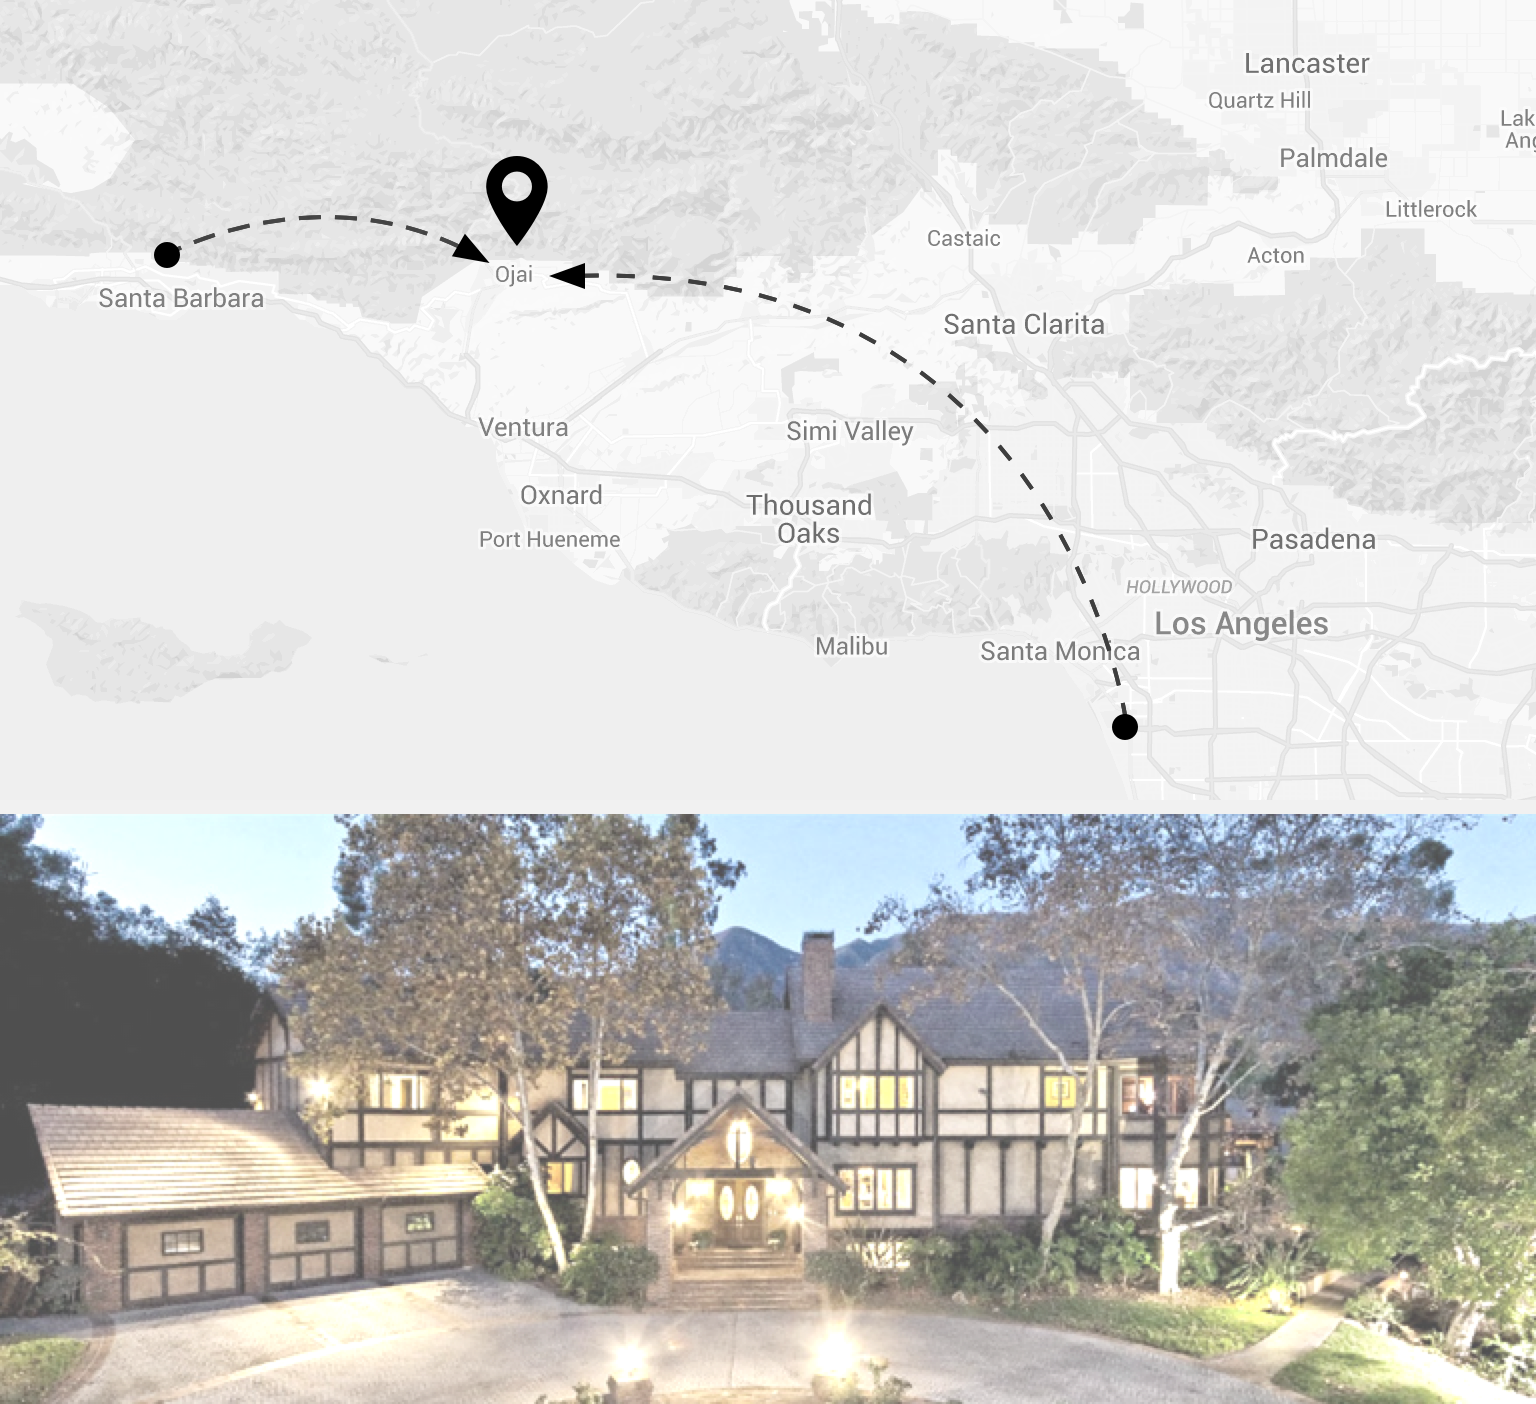 Lancaster
Quartz Hill
Lak
Ang
Palmdale
Littlerock
Castaic
Acton
Ojai
Santa Barbara
Santa Clarita
Ventura
Simi Valley
Oxnard
Thousand
Oaks
Port Hueneme
Pasadena
HOLLYWOOD
Los Angeles
Malibu
Santa Monica